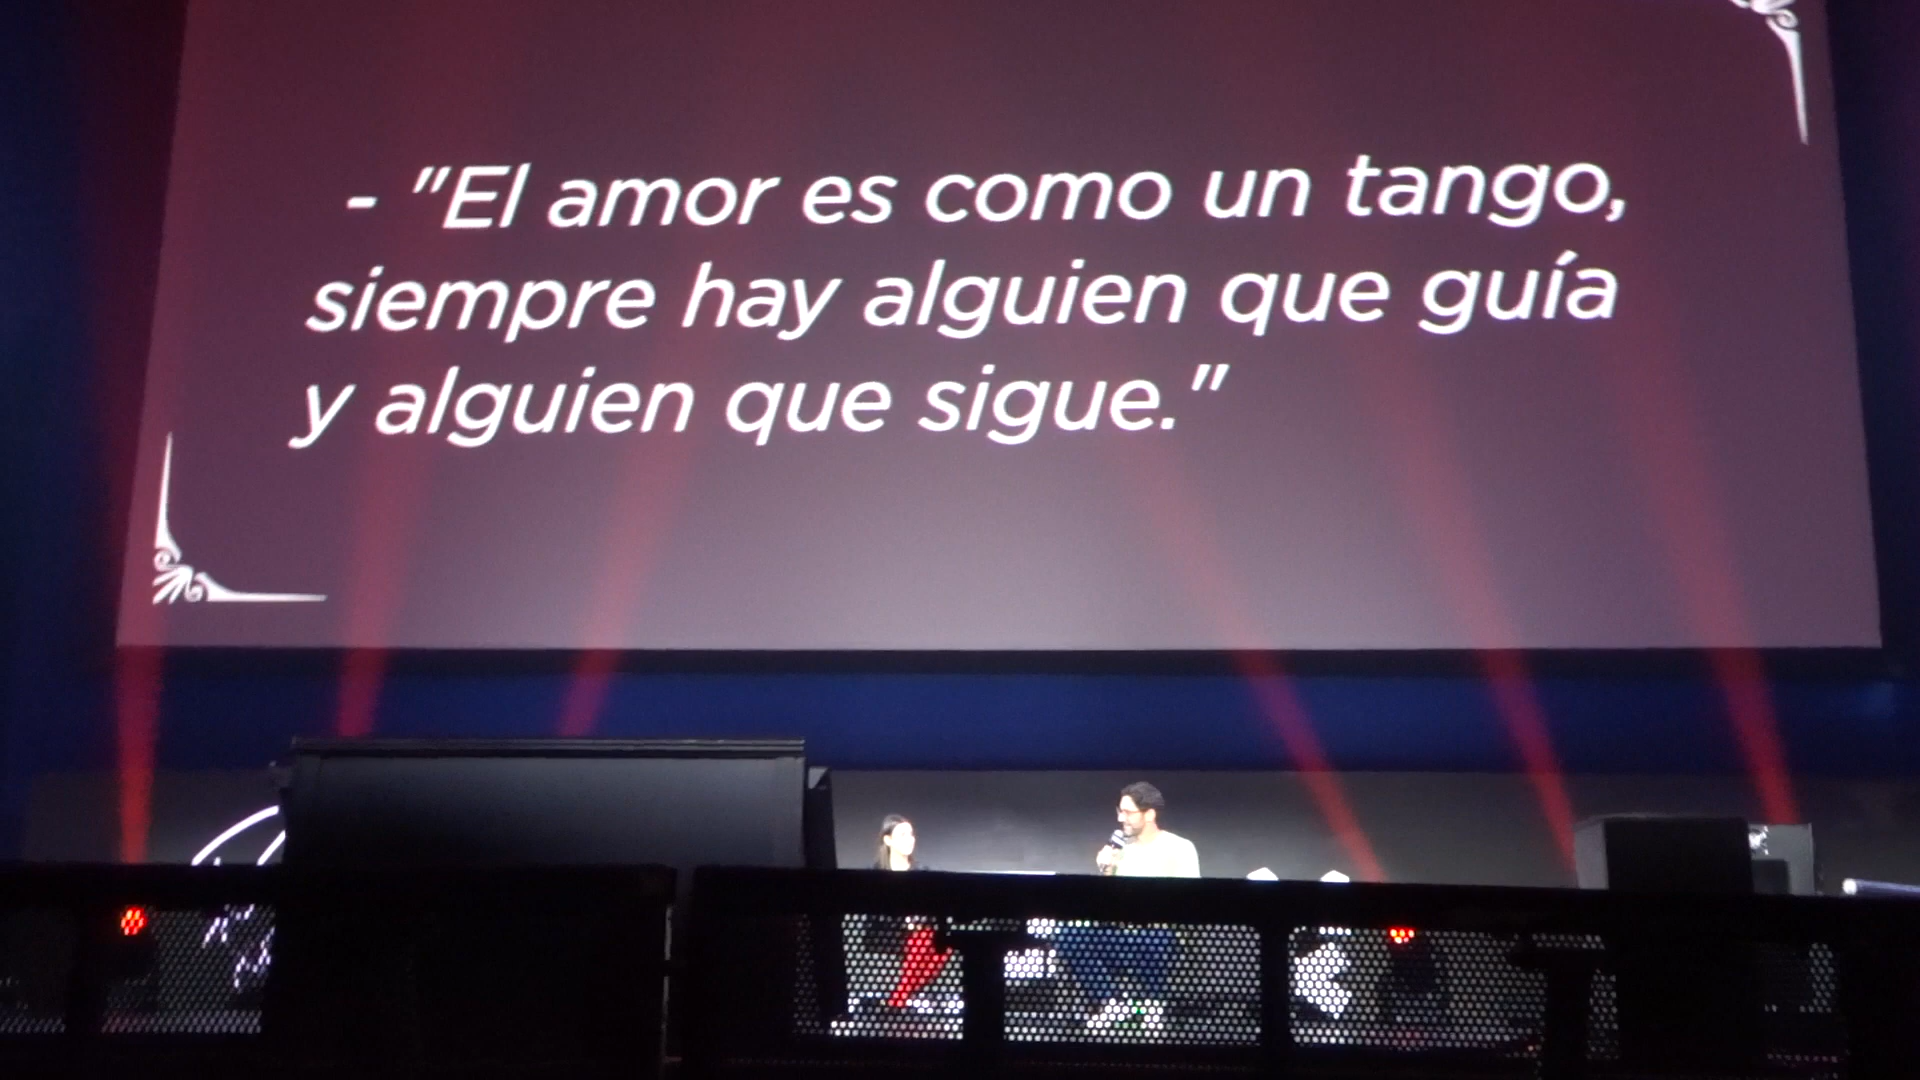 - "El amor es como un tango,
siempre hay alguien que guía
y alguien que sigue."